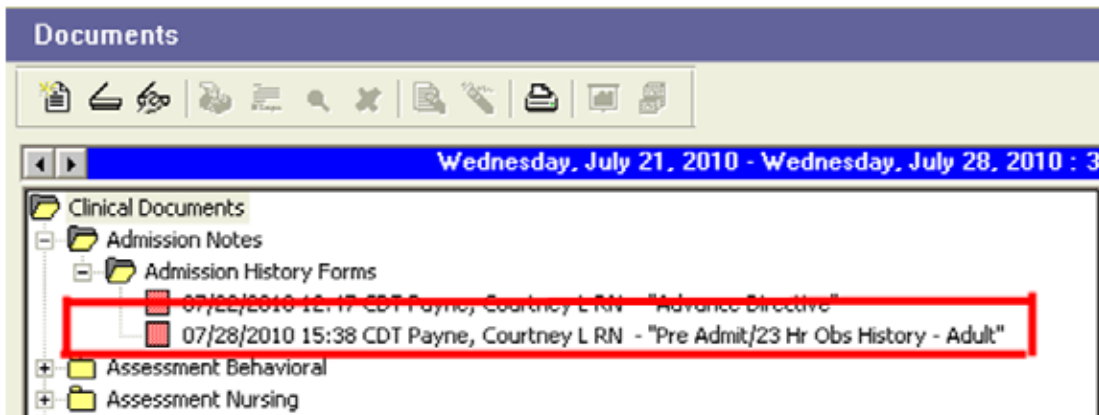 Documents
Wednesday, July 21, 2010 - Wednesday, July 28, 2010 : 3
Clinical Documents
Admission Notes
Admission History Forms
07/22/2010 12:47 CDT Payne, Courtney L RN - "Advance Directive"
07/28/2010 15:38 CDT Payne, Courtney L RN - "Pre Admit/23 Hr Obs History - Adult"
Assessment Behavioral
Assessment Nursing